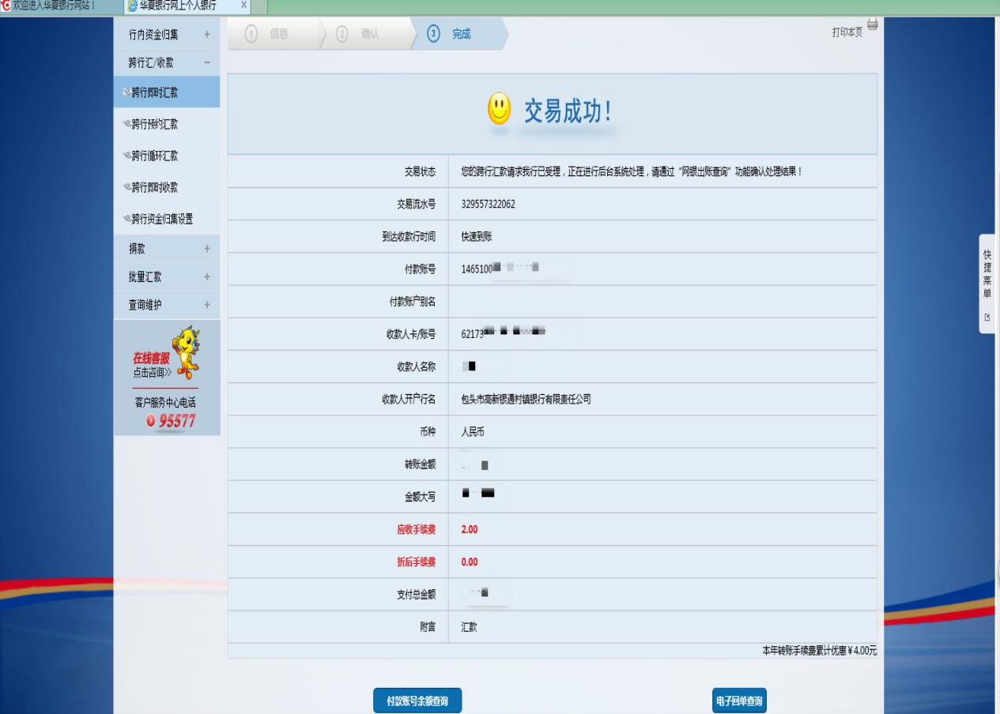 欢迎进入华夏银行网站！
华夏银行网上个人银行
x
行内资金归集 +
跨行汇/收款 −
跨行即时汇款
跨行预约汇款
跨行循环汇款
跨行即时收款
跨行资金归集设置
捐款 +
批量汇款 +
查询维护 +
在线客服
点击咨询>>
客户服务中心电话
95577
1 信息
2 确认
3 完成
打印本页
交易成功！
交易状态 您的跨行汇款请求我行已受理，正在进行后台系统处理，请通过“网银出账查询”功能确认处理结果！
交易流水号 329557322062
到达收款行时间 快速到账
付款账号 1465100
付款账户别名
收款人卡/账号 62173
收款人名称
收款人开户行名 包头市高新银通村镇银行有限责任公司
币种 人民币
转账金额
金额大写
应收手续费 2.00
折后手续费 0.00
支付总金额
附言 汇款
本年转账手续费累计优惠￥4.00元
付款账号余额查询
电子回单查询
快捷菜单